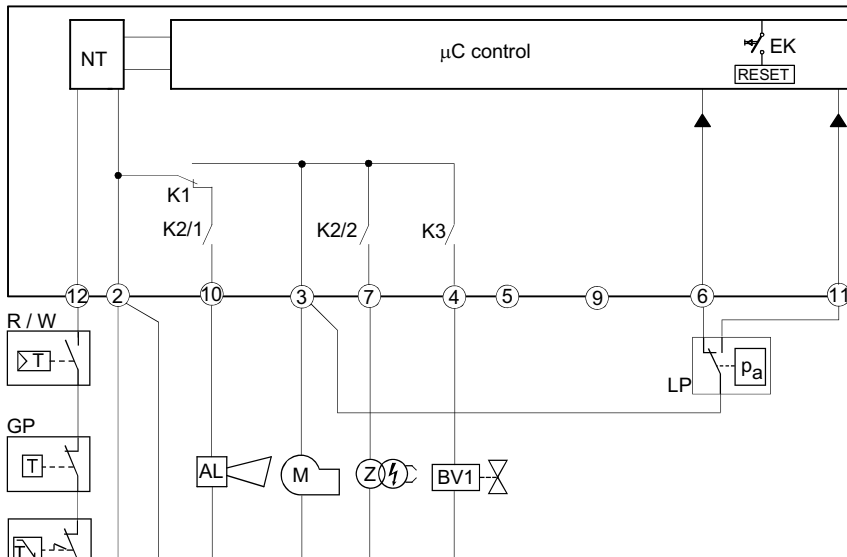 NT
μC control
EK
RESET
K1
K2/1
K2/2
K3
12
2
10
3
7
4
5
9
6
11
R / W
T
LP
pa
GP
T
AL
M
Z
BV1
T